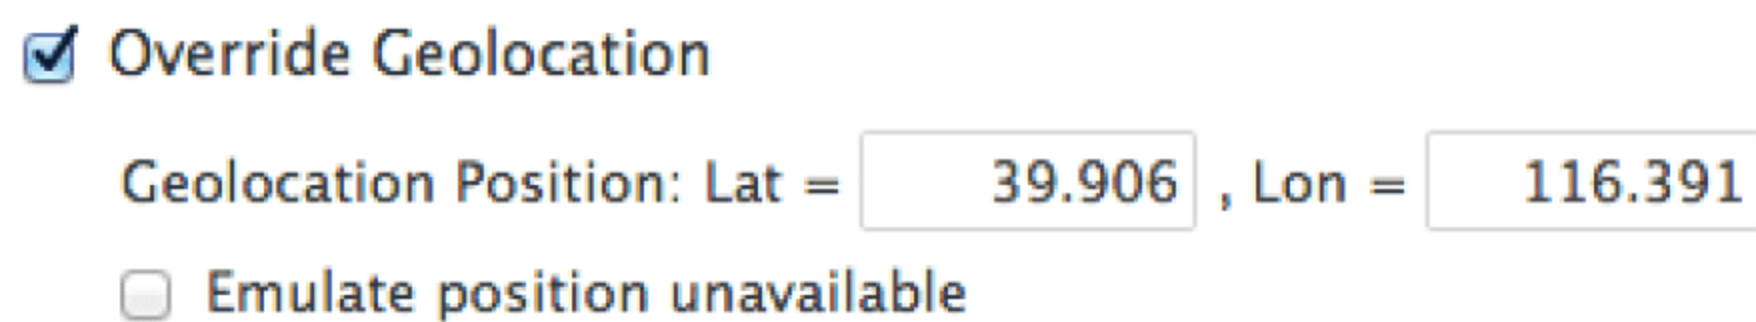 Override Geolocation
Geolocation Position: Lat = 39.906 , Lon = 116.391
Emulate position unavailable